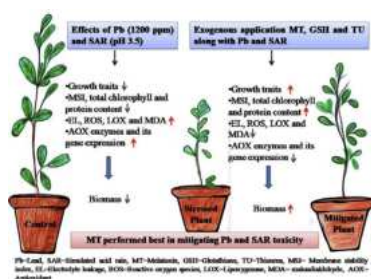 Effects of Pb (1200 ppm)
and SAR (pH 3.5)
Exogenous application MT, GSH and TU
along with Pb and SAR
•Growth traits ↓
•MSI, total chlorophyll and
protein content ↓
•EL, ROS, LOX and MDA ↑
•AOX enzymes and its
gene expression ↑
Biomass ↓
•Growth traits ↑
•MSI, total chlorophyll
and protein content ↑
•EL, ROS, LOX and
MDA↓
•AOX enzymes and its
gene expression ↓
Biomass ↑
Control
Stressed
Plant
Mitigated
Plant
MT performed best in mitigating Pb and SAR toxicity
Pb-Lead, SAR-Simulated acid rain, MT-Melatonin, GSH-Glutathione, TU-Thiourea, MSI- Membrane stability
index, EL-Electrolyte leakage, ROS-Reactive oxygen species, LOX-Lipoxygenase, MDA-malondialdehyde, AOX-
Antioxidant